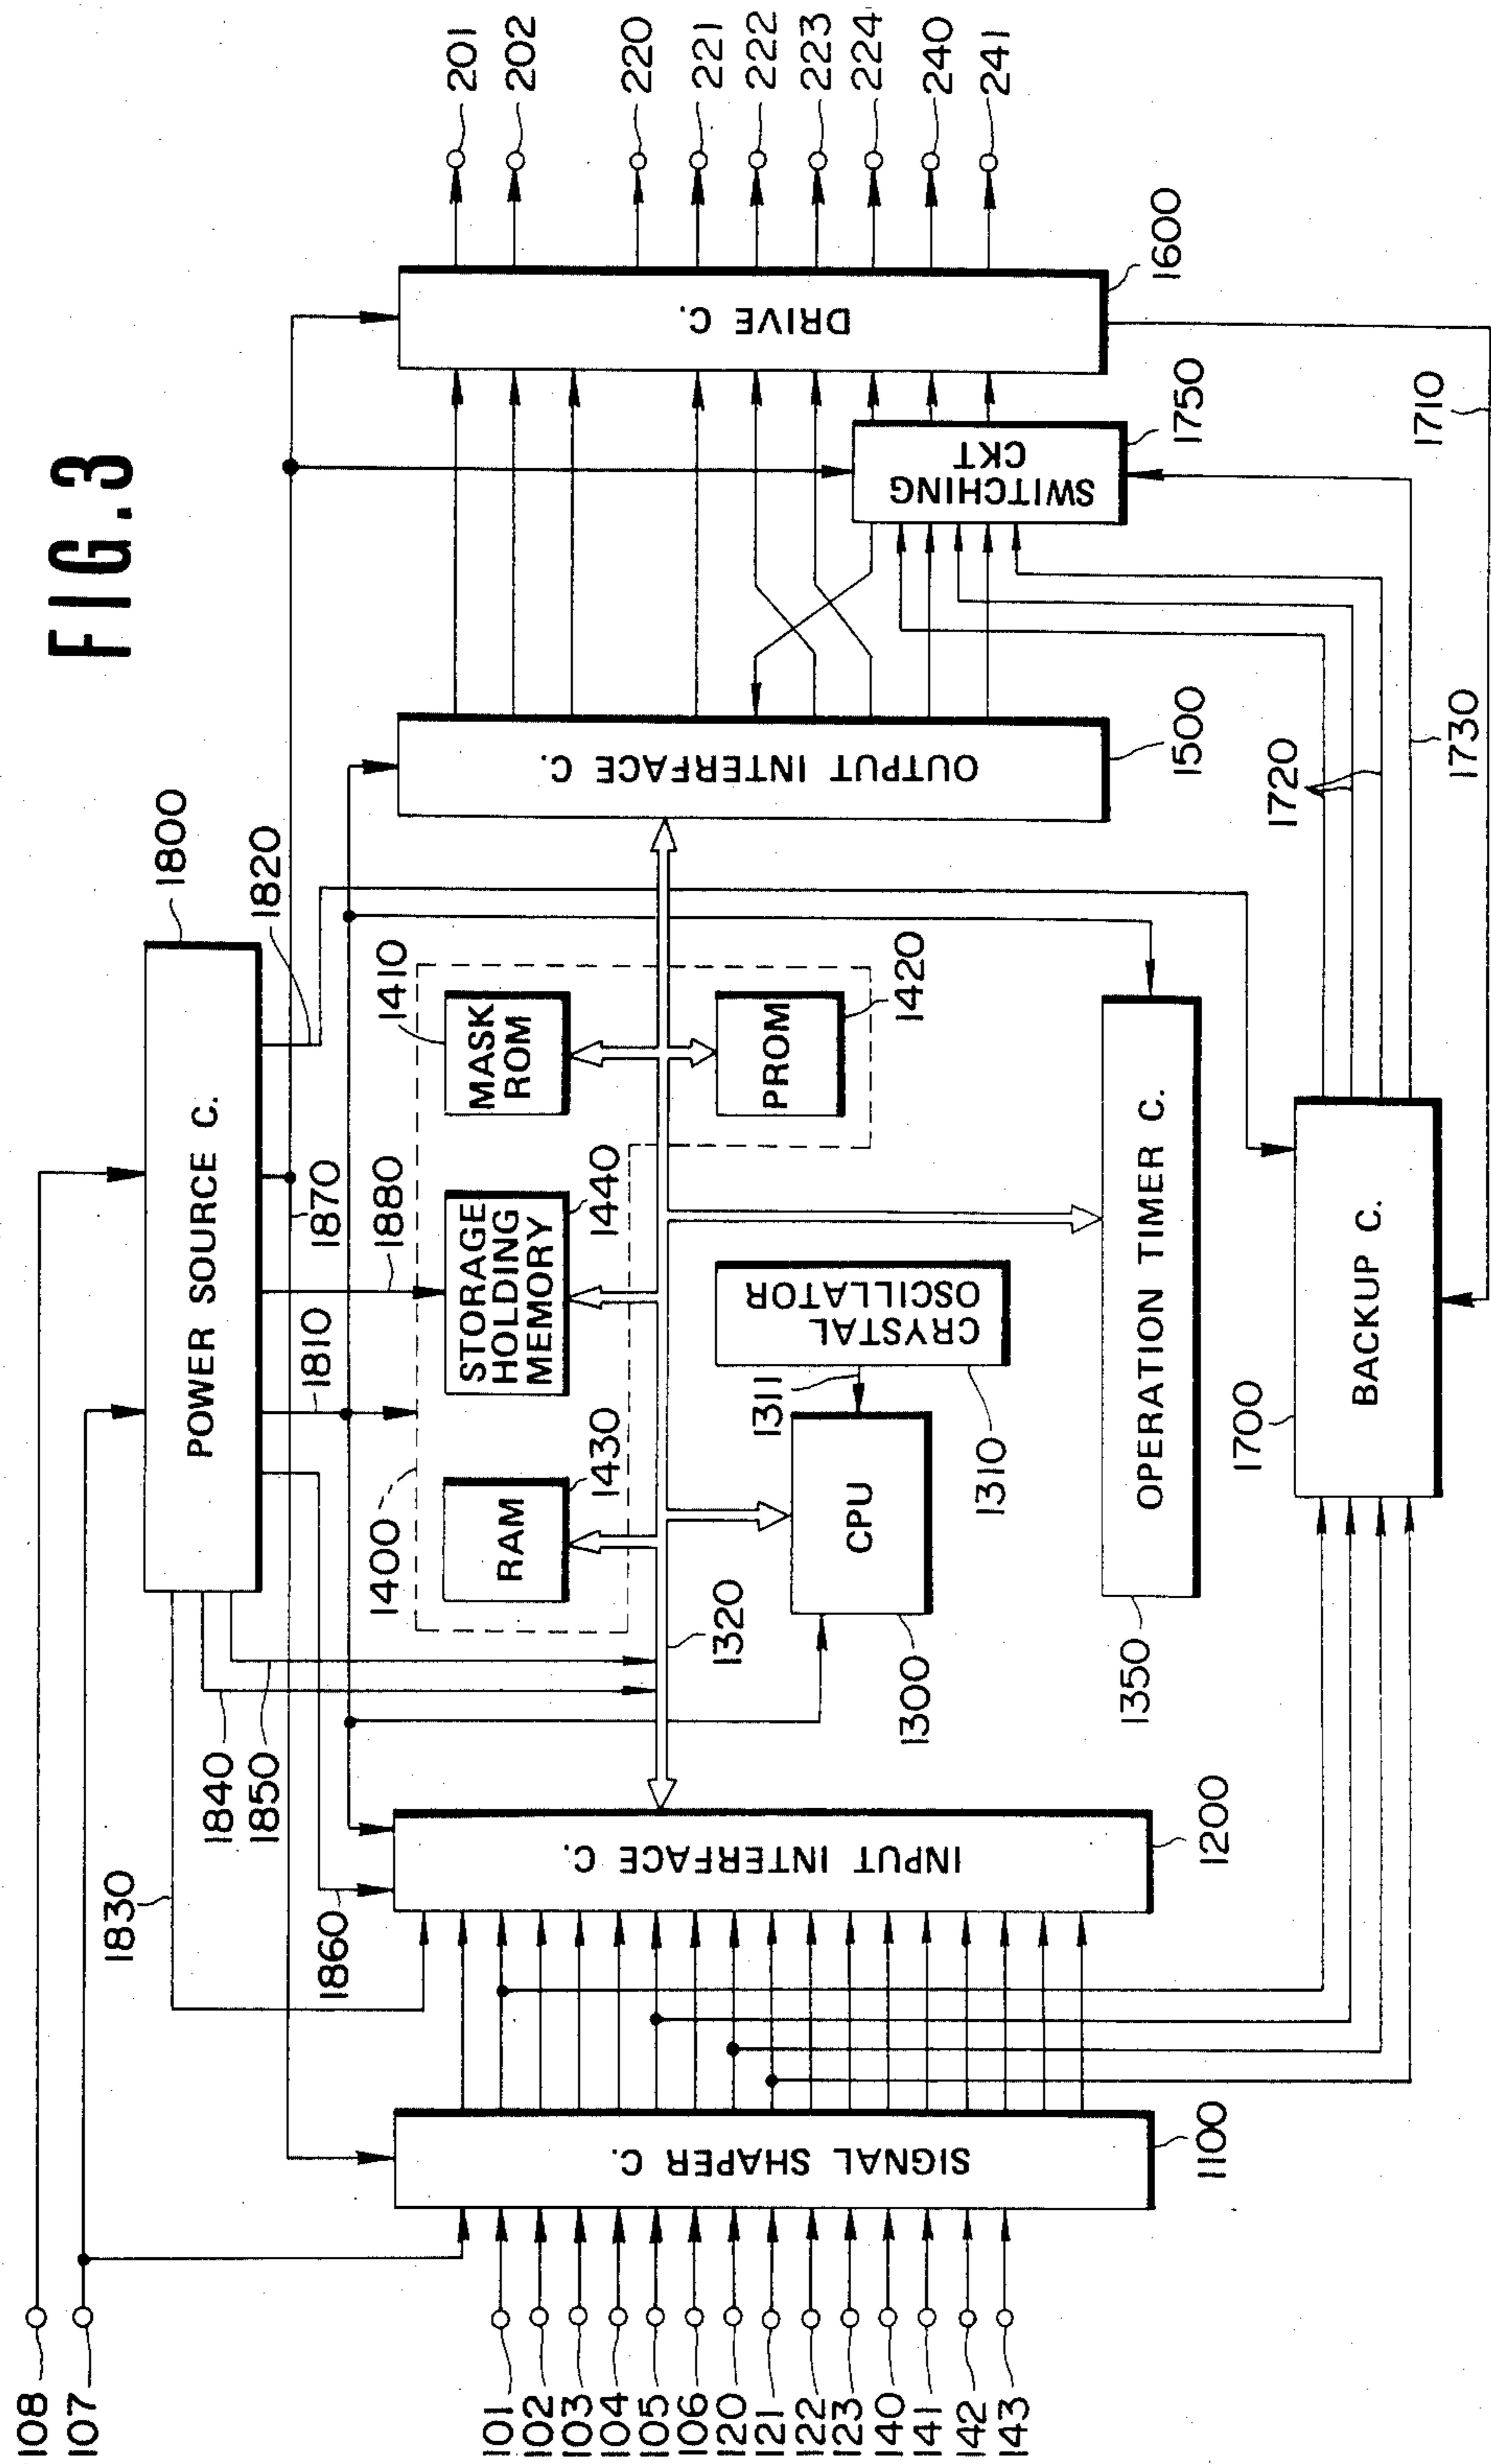 FIG.3
108
107
1800
POWER SOURCE C.
1820
1870
1880
1810
1830
1840
1850
1860
1400
1410
MASK
ROM
1440
STORAGE
HOLDING
MEMORY
1430
RAM
1420
PROM
1320
CRYSTAL
OSCILLATOR
1311
1310
CPU
1300
OPERATION TIMER C.
1350
INPUT INTERFACE C.
1200
SIGNAL SHAPER C.
1100
101
102
103
104
105
106
120
121
122
123
140
141
142
143
OUTPUT INTERFACE C.
1500
SWITCHING
CKT
1750
DRIVE C.
1600
201
202
220
221
222
223
224
240
241
BACKUP C.
1700
1710
1720
1730